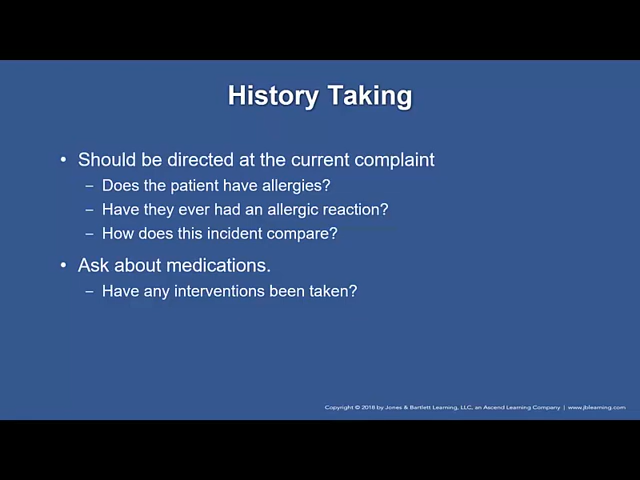 History Taking
• Should be directed at the current complaint
– Does the patient have allergies?
– Have they ever had an allergic reaction?
– How does this incident compare?
• Ask about medications.
– Have any interventions been taken?
Copyright © 2018 by Jones & Bartlett Learning, LLC, an Ascend Learning Company | www.jblearning.com